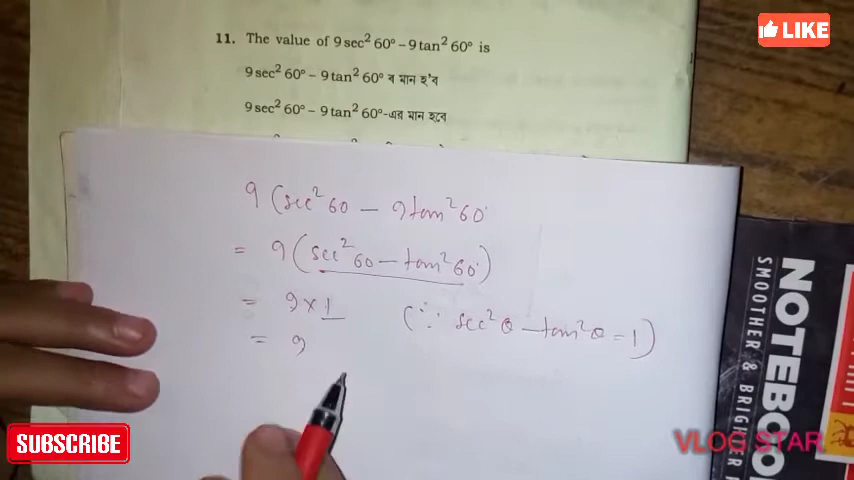 LIKE
11. The value of 9 sec² 60° – 9 tan² 60° is
9 sec² 60° – 9 tan² 60° ৰ মান হ'ব
9 sec² 60° – 9 tan² 60°-এর মান হবে
9 (sec² 60 – 9 tan² 60°
= 9 (sec² 60 – tan² 60°)
= 9 × 1 (∵ sec² θ – tan² θ = 1)
= 9
NOTEBOO
SMOOTHER & BRIGHTER P
SUBSCRIBE
VLOG STAR